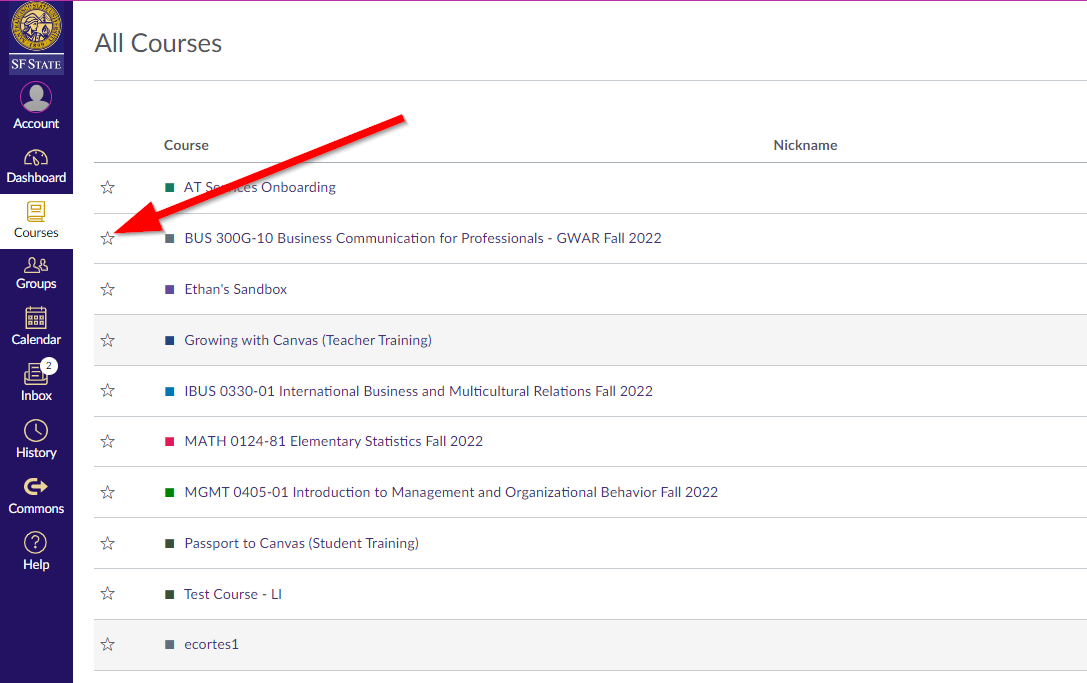 SF STATE
Account
Dashboard
Courses
Groups
Calendar
2
Inbox
History
Commons
Help
All Courses
Course Nickname
AT Services Onboarding
BUS 300G-10 Business Communication for Professionals - GWAR Fall 2022
Ethan's Sandbox
Growing with Canvas (Teacher Training)
IBUS 0330-01 International Business and Multicultural Relations Fall 2022
MATH 0124-81 Elementary Statistics Fall 2022
MGMT 0405-01 Introduction to Management and Organizational Behavior Fall 2022
Passport to Canvas (Student Training)
Test Course - LI
ecortes1